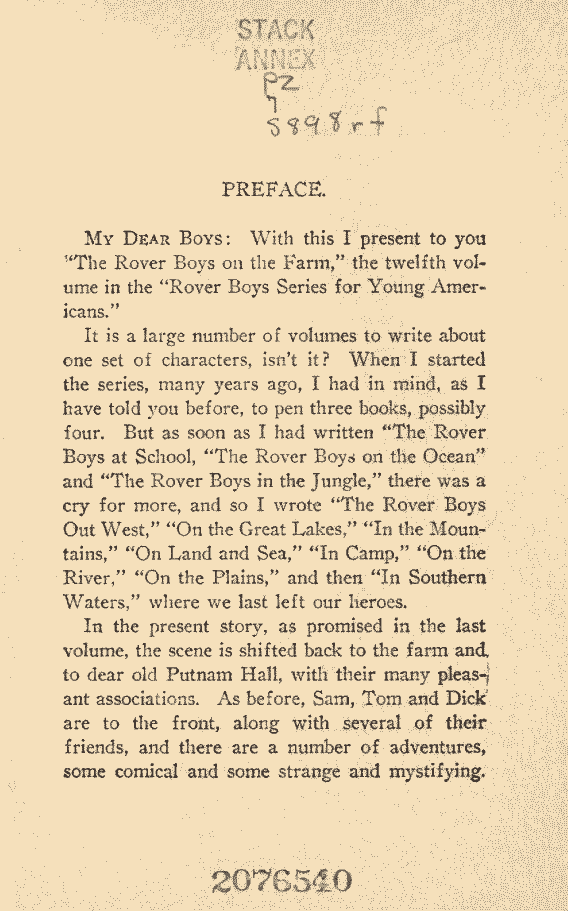 STACK
ANNEX
PZ
7
S898rf
PREFACE.
MY DEAR BOYS: With this I present to you
"The Rover Boys on the Farm," the twelfth vol-
ume in the "Rover Boys Series for Young Amer-
icans."
It is a large number of volumes to write about
one set of characters, isn't it? When I started
the series, many years ago, I had in mind, as I
have told you before, to pen three books, possibly
four. But as soon as I had written "The Rover
Boys at School, "The Rover Boys on the Ocean"
and "The Rover Boys in the Jungle," there was a
cry for more, and so I wrote "The Rover Boys
Out West," "On the Great Lakes," "In the Moun-
tains," "On Land and Sea," "In Camp," "On the
River," "On the Plains," and then "In Southern
Waters," where we last left our heroes.
In the present story, as promised in the last
volume, the scene is shifted back to the farm and
to dear old Putnam Hall, with their many pleas-
ant associations. As before, Sam, Tom and Dick
are to the front, along with several of their
friends, and there are a number of adventures,
some comical and some strange and mystifying.
2076540